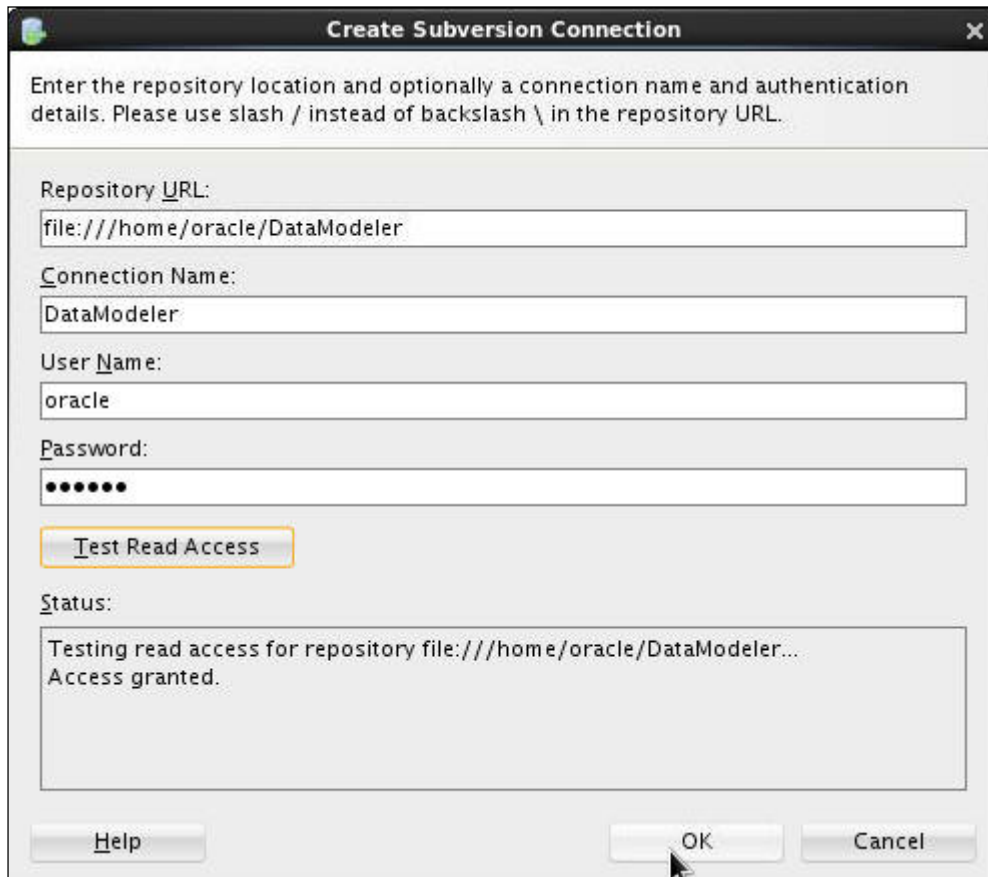 Create Subversion Connection
Enter the repository location and optionally a connection name and authentication
details. Please use slash / instead of backslash \ in the repository URL.
Repository URL:
file:///home/oracle/DataModeler
Connection Name:
DataModeler
User Name:
oracle
Password:
●●●●●●
Test Read Access
Status:
Testing read access for repository file:///home/oracle/DataModeler...
Access granted.
Help
OK
Cancel